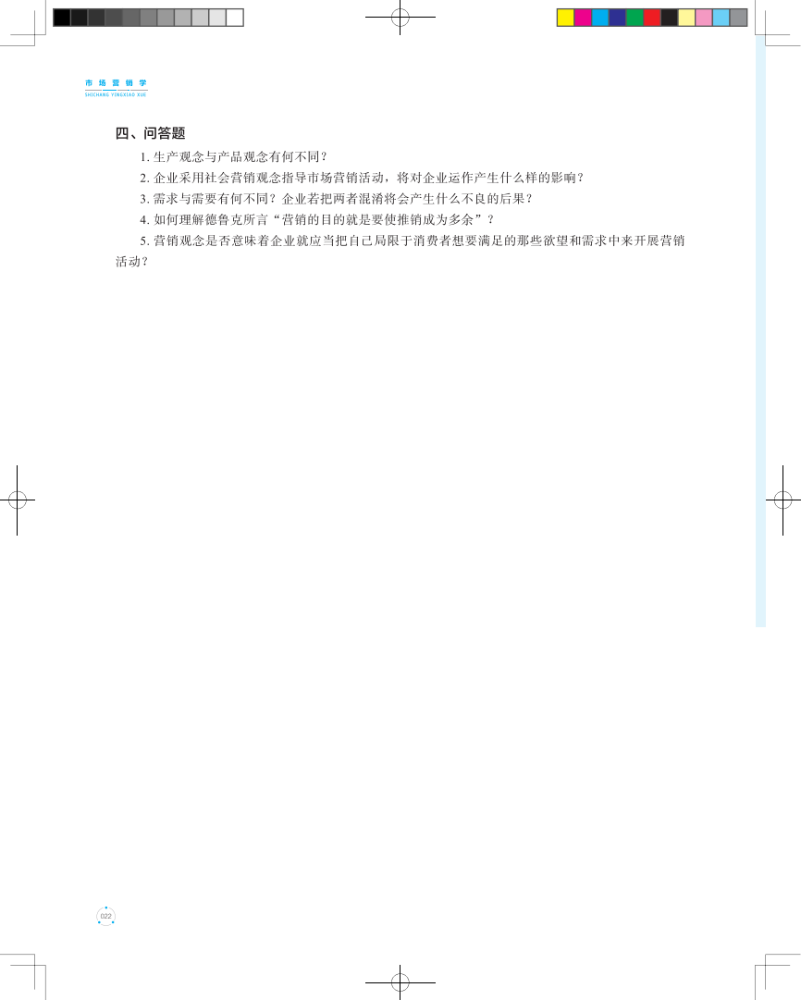 市场营销学
SHICHANG YINGXIAO XUE
四、问答题
1. 生产观念与产品观念有何不同？
2. 企业采用社会营销观念指导市场营销活动，将对企业运作产生什么样的影响？
3. 需求与需要有何不同？企业若把两者混淆将会产生什么不良的后果？
4. 如何理解德鲁克所言“营销的目的就是要使推销成为多余”？
5. 营销观念是否意味着企业就应当把自己局限于消费者想要满足的那些欲望和需求中来开展营销
活动？
022